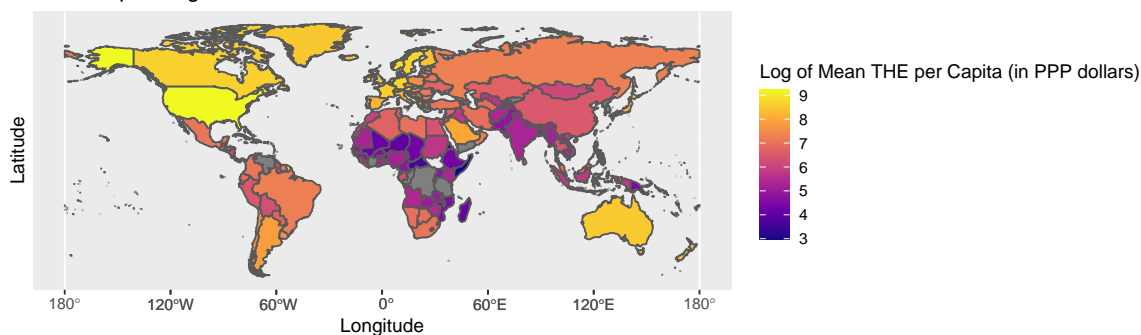 Log of Mean THE per Capita (in PPP dollars)
9
8
7
6
5
4
3
Latitude
180° 120°W 60°W 0° 60°E 120°E 180°
Longitude